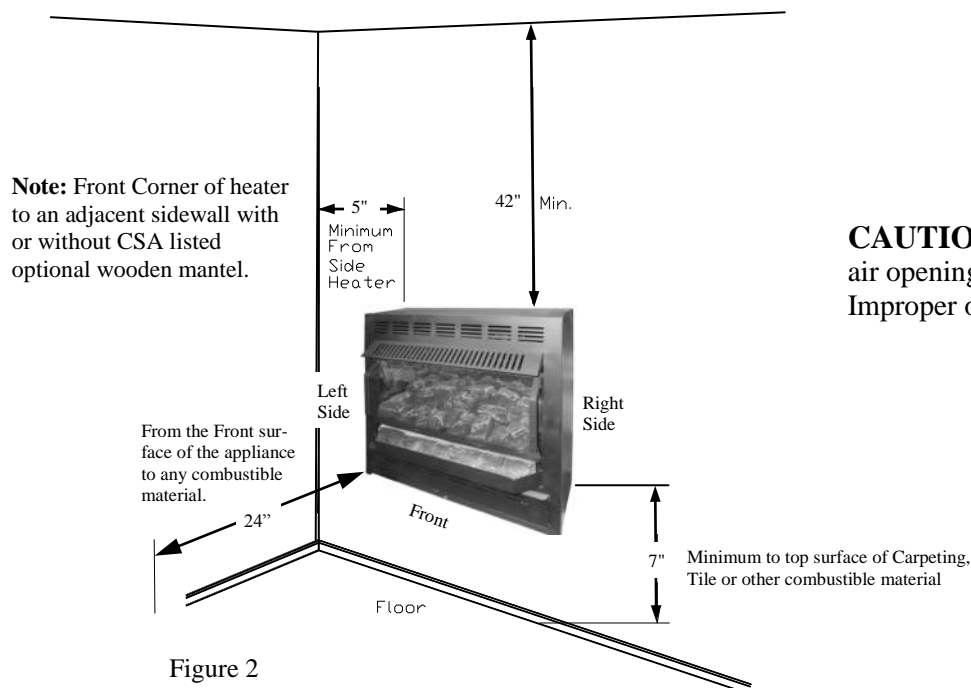 Note: Front Corner of heater
to an adjacent sidewall with
or without CSA listed
optional wooden mantel.
5"
Minimum
From
Side
Heater
42" Min.
CAUTIO
air opening
Improper
Left
Side
Right
Side
From the Front sur-
face of the appliance
to any combustible
material.
24”
Front
7"
Minimum to top surface of Carpeting,
Tile or other combustible material
Floor
Figure 2